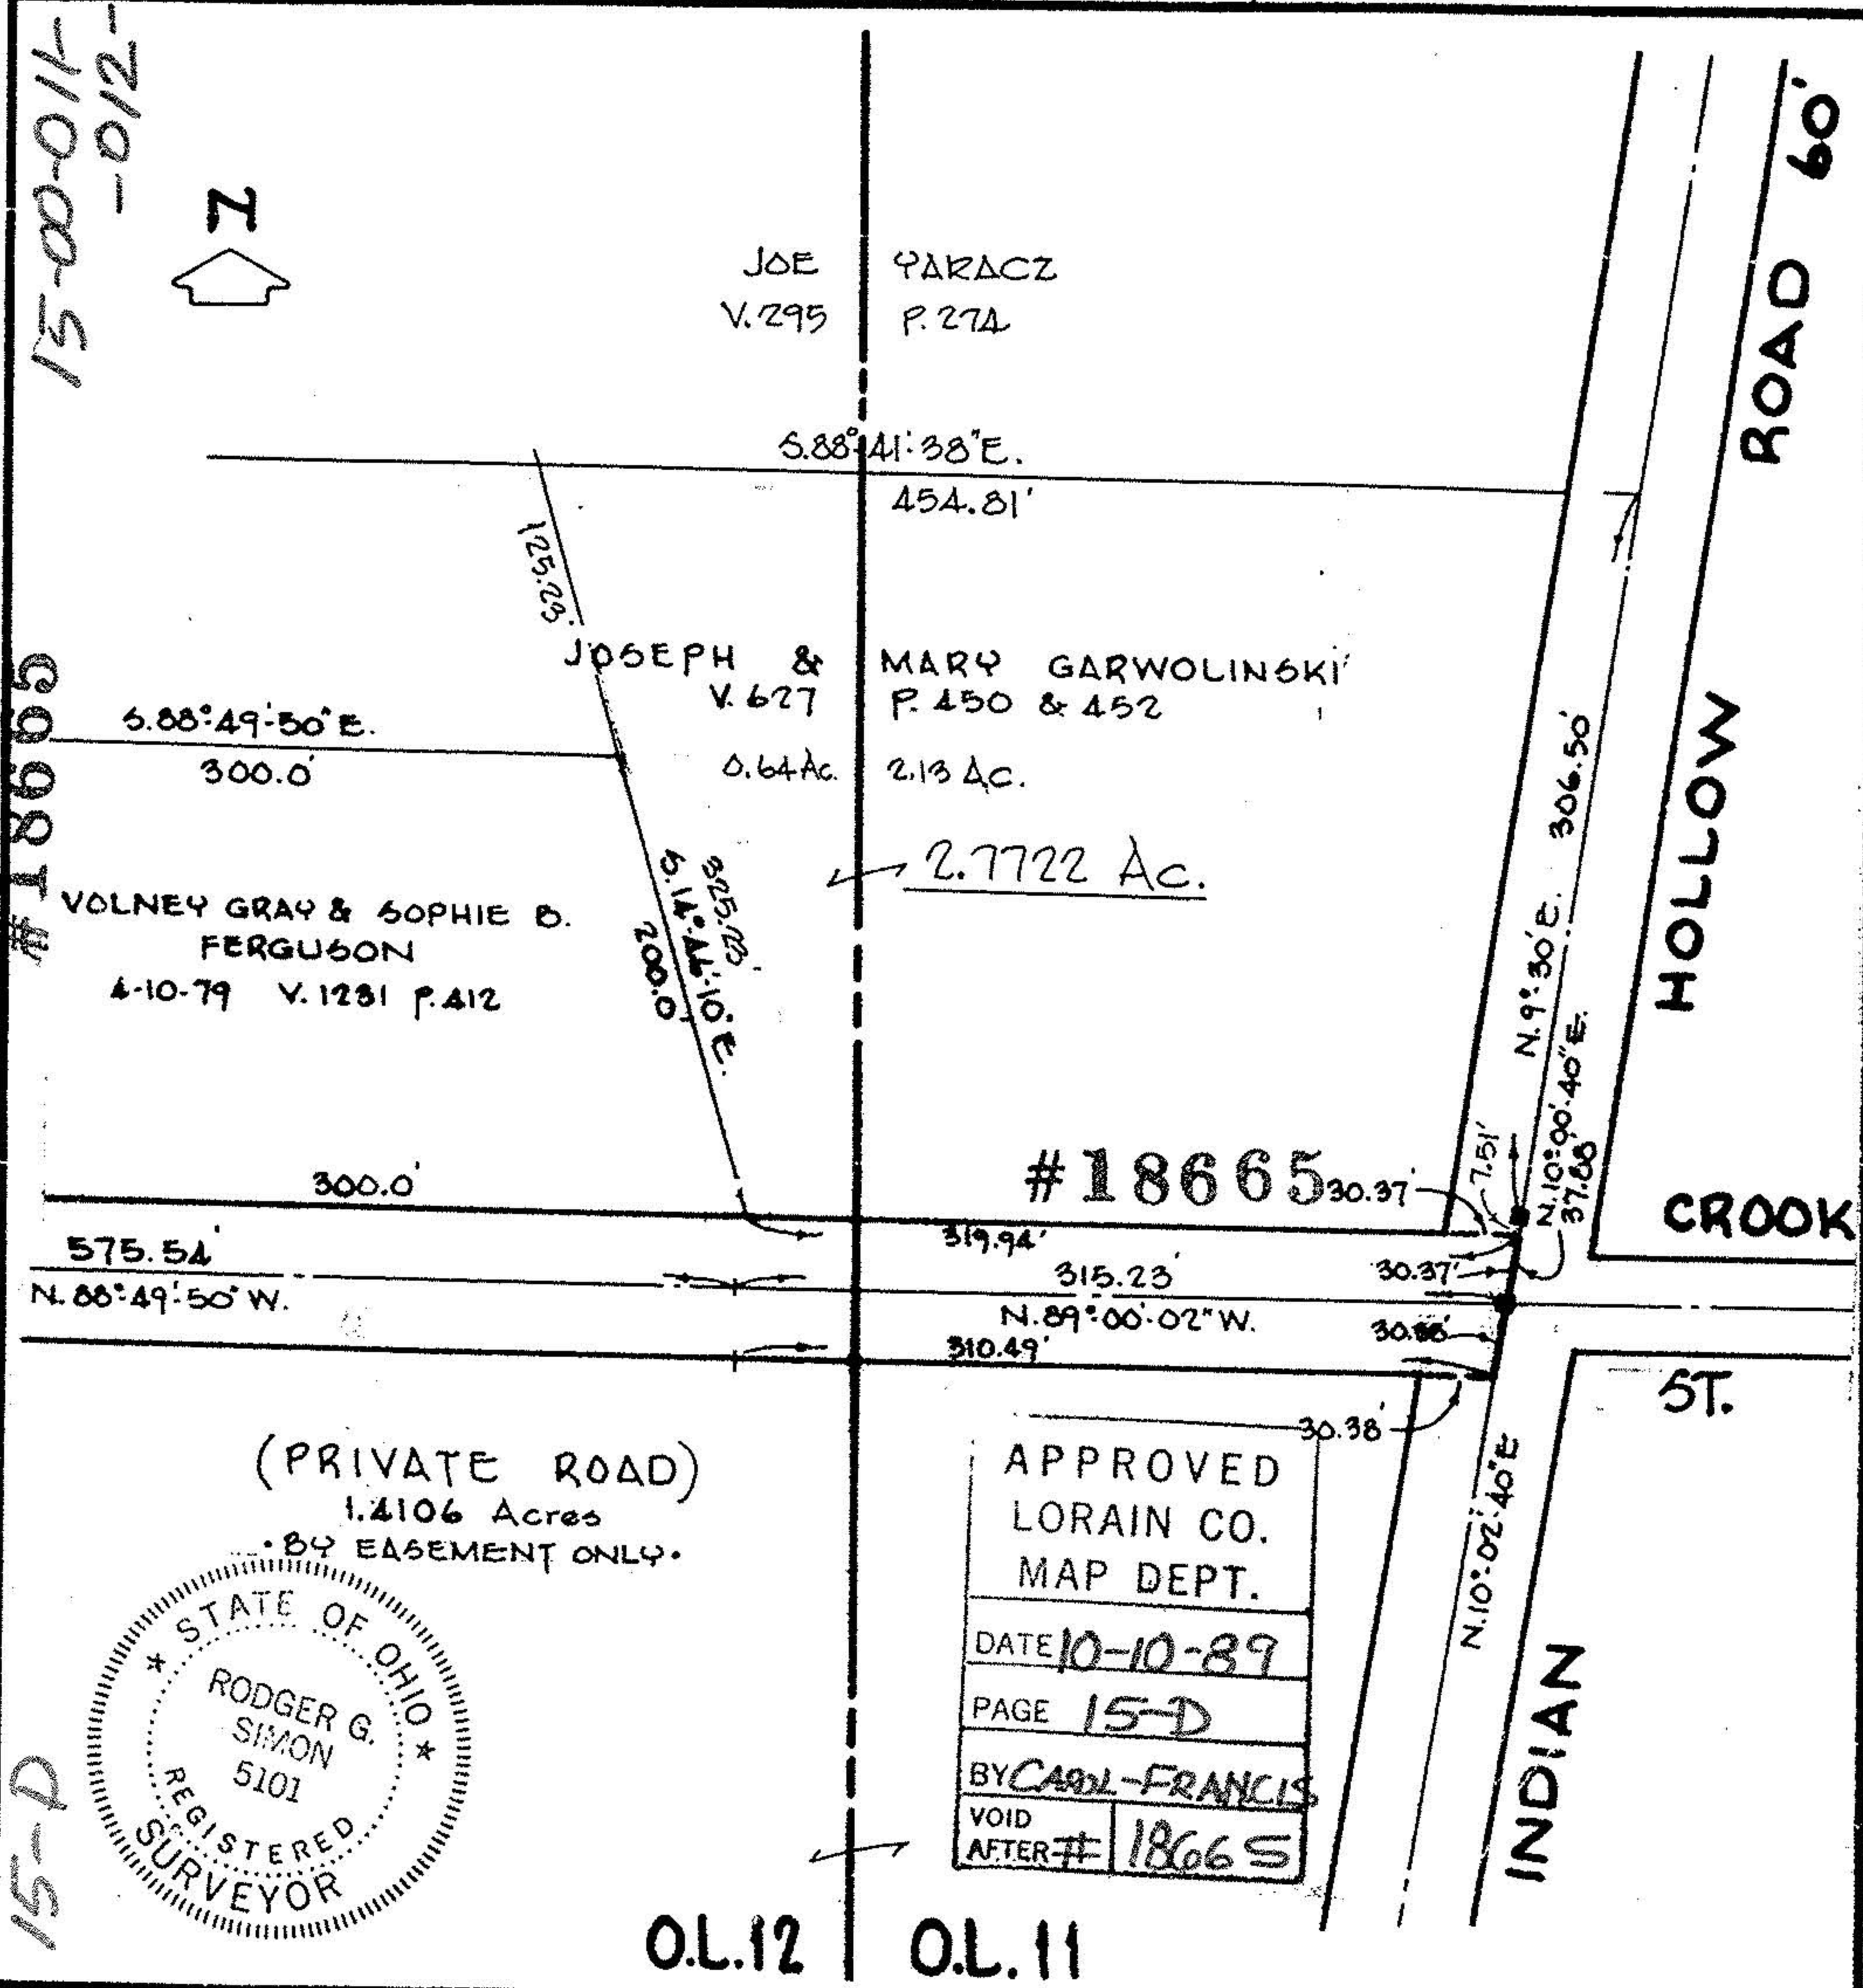 15-00-011-
-012-
N
JOE YARACZ
V. 295 P. 274
S.88°41'38"E.
454.81'
125.23'
JOSEPH & MARY GARWOLINSKI
V. 627 P. 450 & 452
0.64 Ac. 2.13 Ac.
2.7722 Ac.
#18665
S.88°49'50"E.
300.0'
VOLNEY GRAY & SOPHIE B.
FERGUSON
4-10-79 V. 1231 P. 412
325.23'
S.14°47'10"E.
200.0'
ROAD 60'
HOLLOW
N.9°30'E. 306.50'
N.10°00'40"E.
37.88'
7.51'
#18665
30.37'
300.0'
319.94'
CROOK
575.54'
N.88°49'50"W.
315.23'
N.89°00'02"W.
30.37'
310.49'
30.38'
ST.
30.38'
N.10°02'40"E
INDIAN
(PRIVATE ROAD)
1.4106 Acres
·BY EASEMENT ONLY·
STATE OF OHIO
RODGER G.
SIMON
5101
REGISTERED
SURVEYOR
APPROVED
LORAIN CO.
MAP DEPT.
DATE 10-10-89
PAGE 15-D
BY CAROL-FRANCIS
VOID
AFTER # 18665
15-D
O.L.12 O.L.11